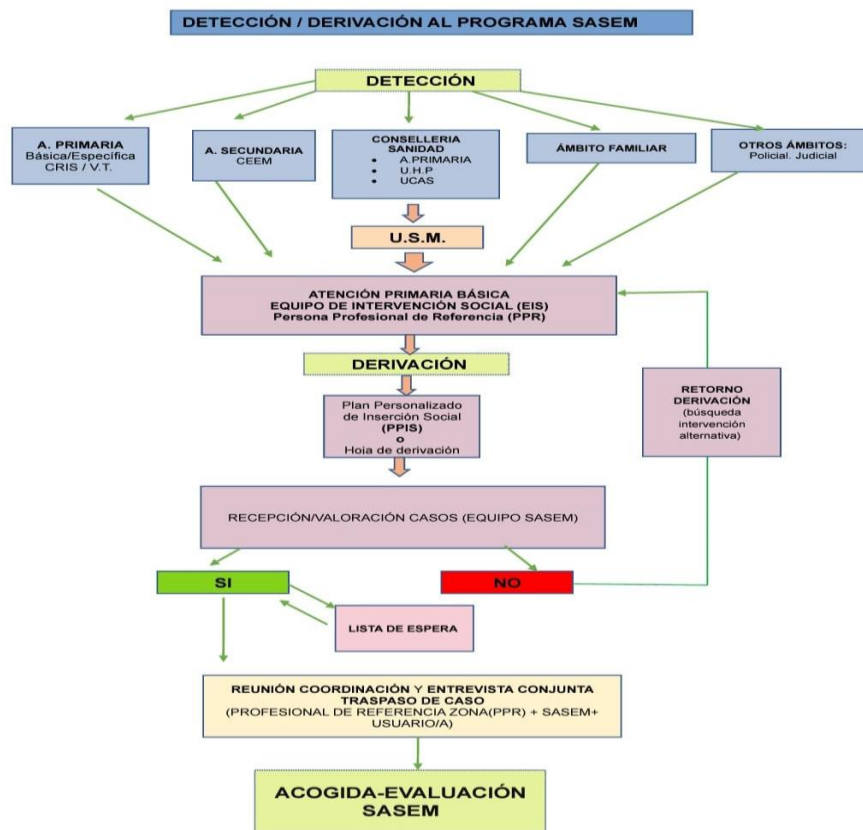 DETECCIÓN / DERIVACIÓN AL PROGRAMA SASEM
DETECCIÓN
A. PRIMARIA
Básica/Específica
CRIS / V.T.
A. SECUNDARIA
CEEM
CONSELLERIA
SANIDAD
• A.PRIMARIA
• U.H.P
• UCAS
ÁMBITO FAMILIAR
OTROS ÁMBITOS:
Policial. Judicial
U.S.M.
ATENCIÓN PRIMARIA BÁSICA
EQUIPO DE INTERVENCIÓN SOCIAL (EIS)
Persona Profesional de Referencia (PPR)
DERIVACIÓN
Plan Personalizado
de Inserción Social
(PPIS)
o
Hoja de derivación
RETORNO
DERIVACIÓN
(búsqueda
intervención
alternativa)
RECEPCIÓN/VALORACIÓN CASOS (EQUIPO SASEM)
SI
NO
LISTA DE ESPERA
REUNIÓN COORDINACIÓN Y ENTREVISTA CONJUNTA
TRASPASO DE CASO
(PROFESIONAL DE REFERENCIA ZONA(PPR) + SASEM+
USUARIO/A)
ACOGIDA-EVALUACIÓN
SASEM